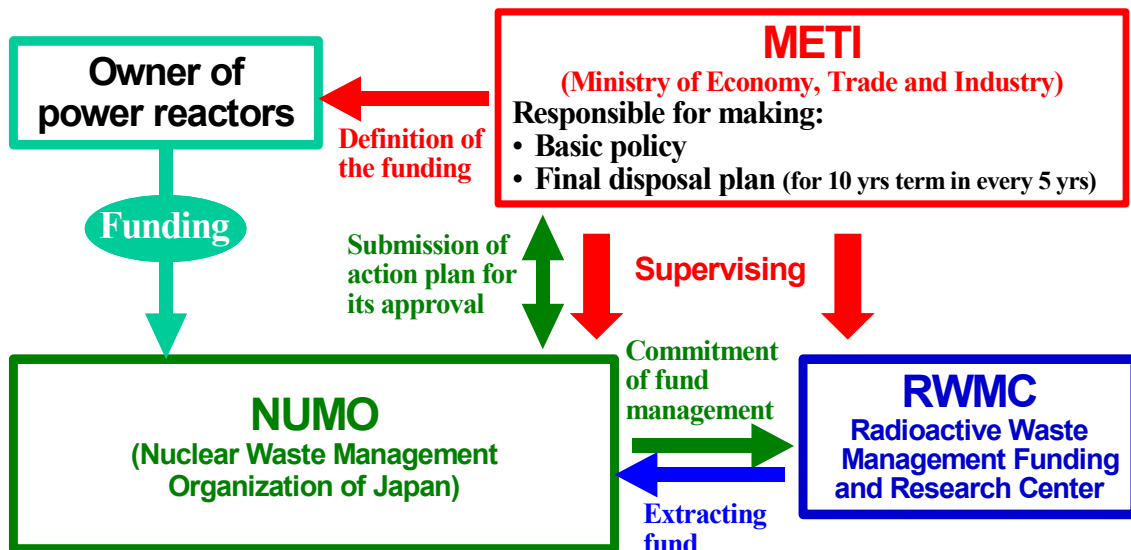 Owner of
power reactors
METI
(Ministry of Economy, Trade and Industry)
Responsible for making:
• Basic policy
• Final disposal plan (for 10 yrs term in every 5 yrs)
Definition of
the funding
Funding
Submission of
action plan for
its approval
Supervising
NUMO
(Nuclear Waste Management
Organization of Japan)
Commitment
of fund
management
Extracting
fund
RWMC
Radioactive Waste
Management Funding
and Research Center